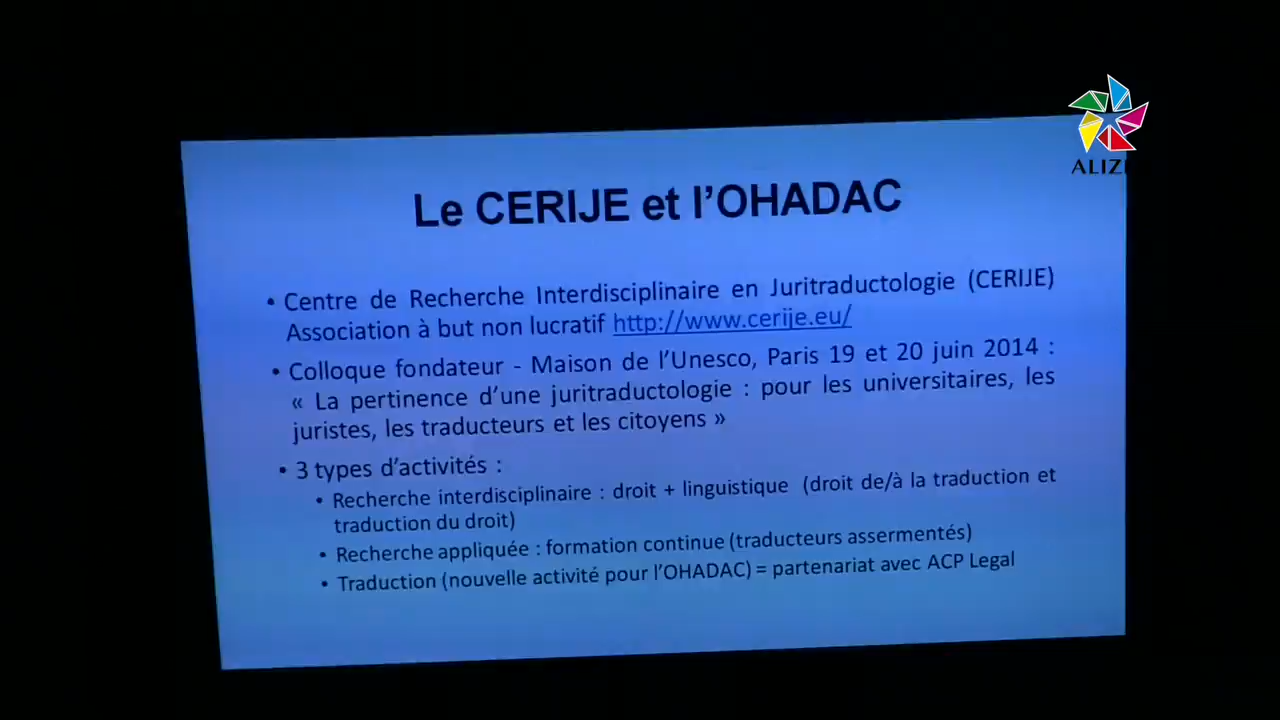 ALIZ
Le CERIJE et l’OHADAC
• Centre de Recherche Interdisciplinaire en Juritraductologie (CERIJE)
Association à but non lucratif http://www.cerije.eu/
• Colloque fondateur - Maison de l’Unesco, Paris 19 et 20 juin 2014 :
« La pertinence d’une juritraductologie : pour les universitaires, les
juristes, les traducteurs et les citoyens »
• 3 types d’activités :
• Recherche interdisciplinaire : droit + linguistique (droit de/à la traduction et
traduction du droit)
• Recherche appliquée : formation continue (traducteurs assermentés)
• Traduction (nouvelle activité pour l’OHADAC) = partenariat avec ACP Legal